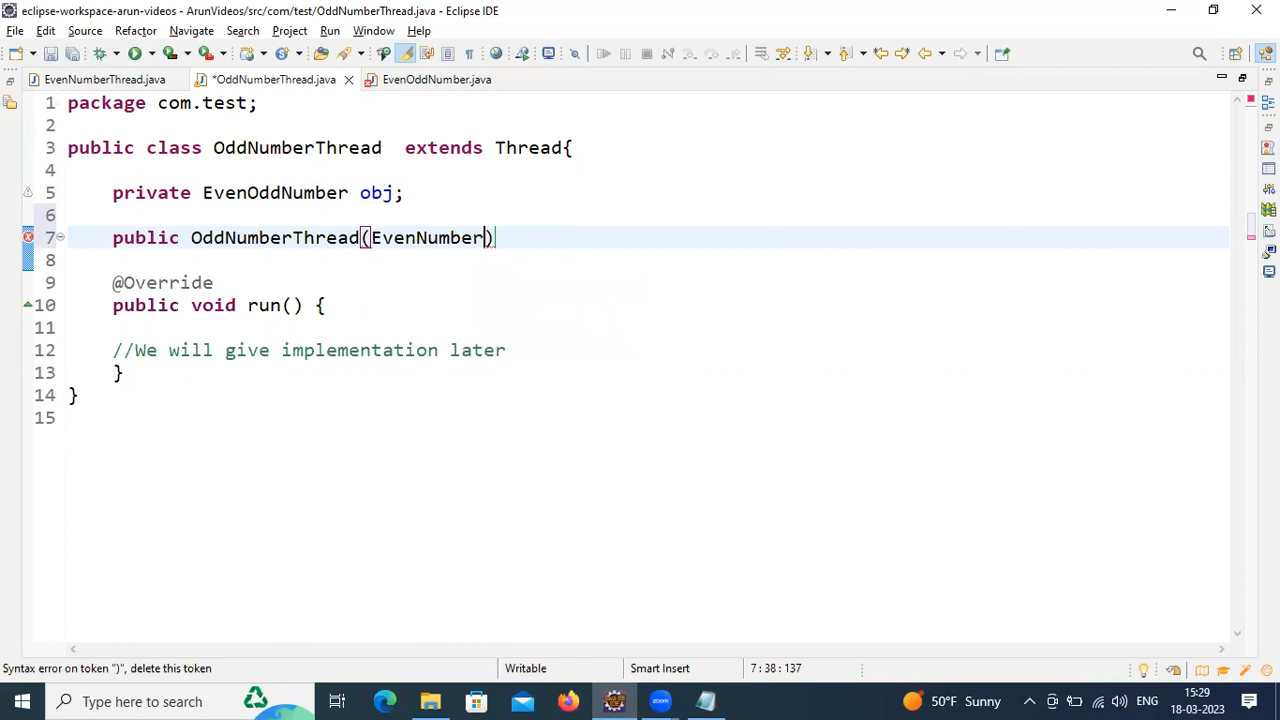 eclipse-workspace-arun-videos - ArunVideos/src/com/test/OddNumberThread.java - Eclipse IDE
File Edit Source Refactor Navigate Search Project Run Window Help
EvenNumberThread.java *OddNumberThread.java EvenOddNumber.java
1 package com.test;
2
3 public class OddNumberThread  extends Thread{
4
5 private EvenOddNumber obj;
6
7 public OddNumberThread(EvenNumber)
8
9 @Override
10 public void run() {
11
12 //We will give implementation later
13 }
14 }
15
Syntax error on token ")", delete this token Writable Smart Insert 7 : 38 : 137
Type here to search zoom 50°F Sunny ENG 15:29
18-03-2023